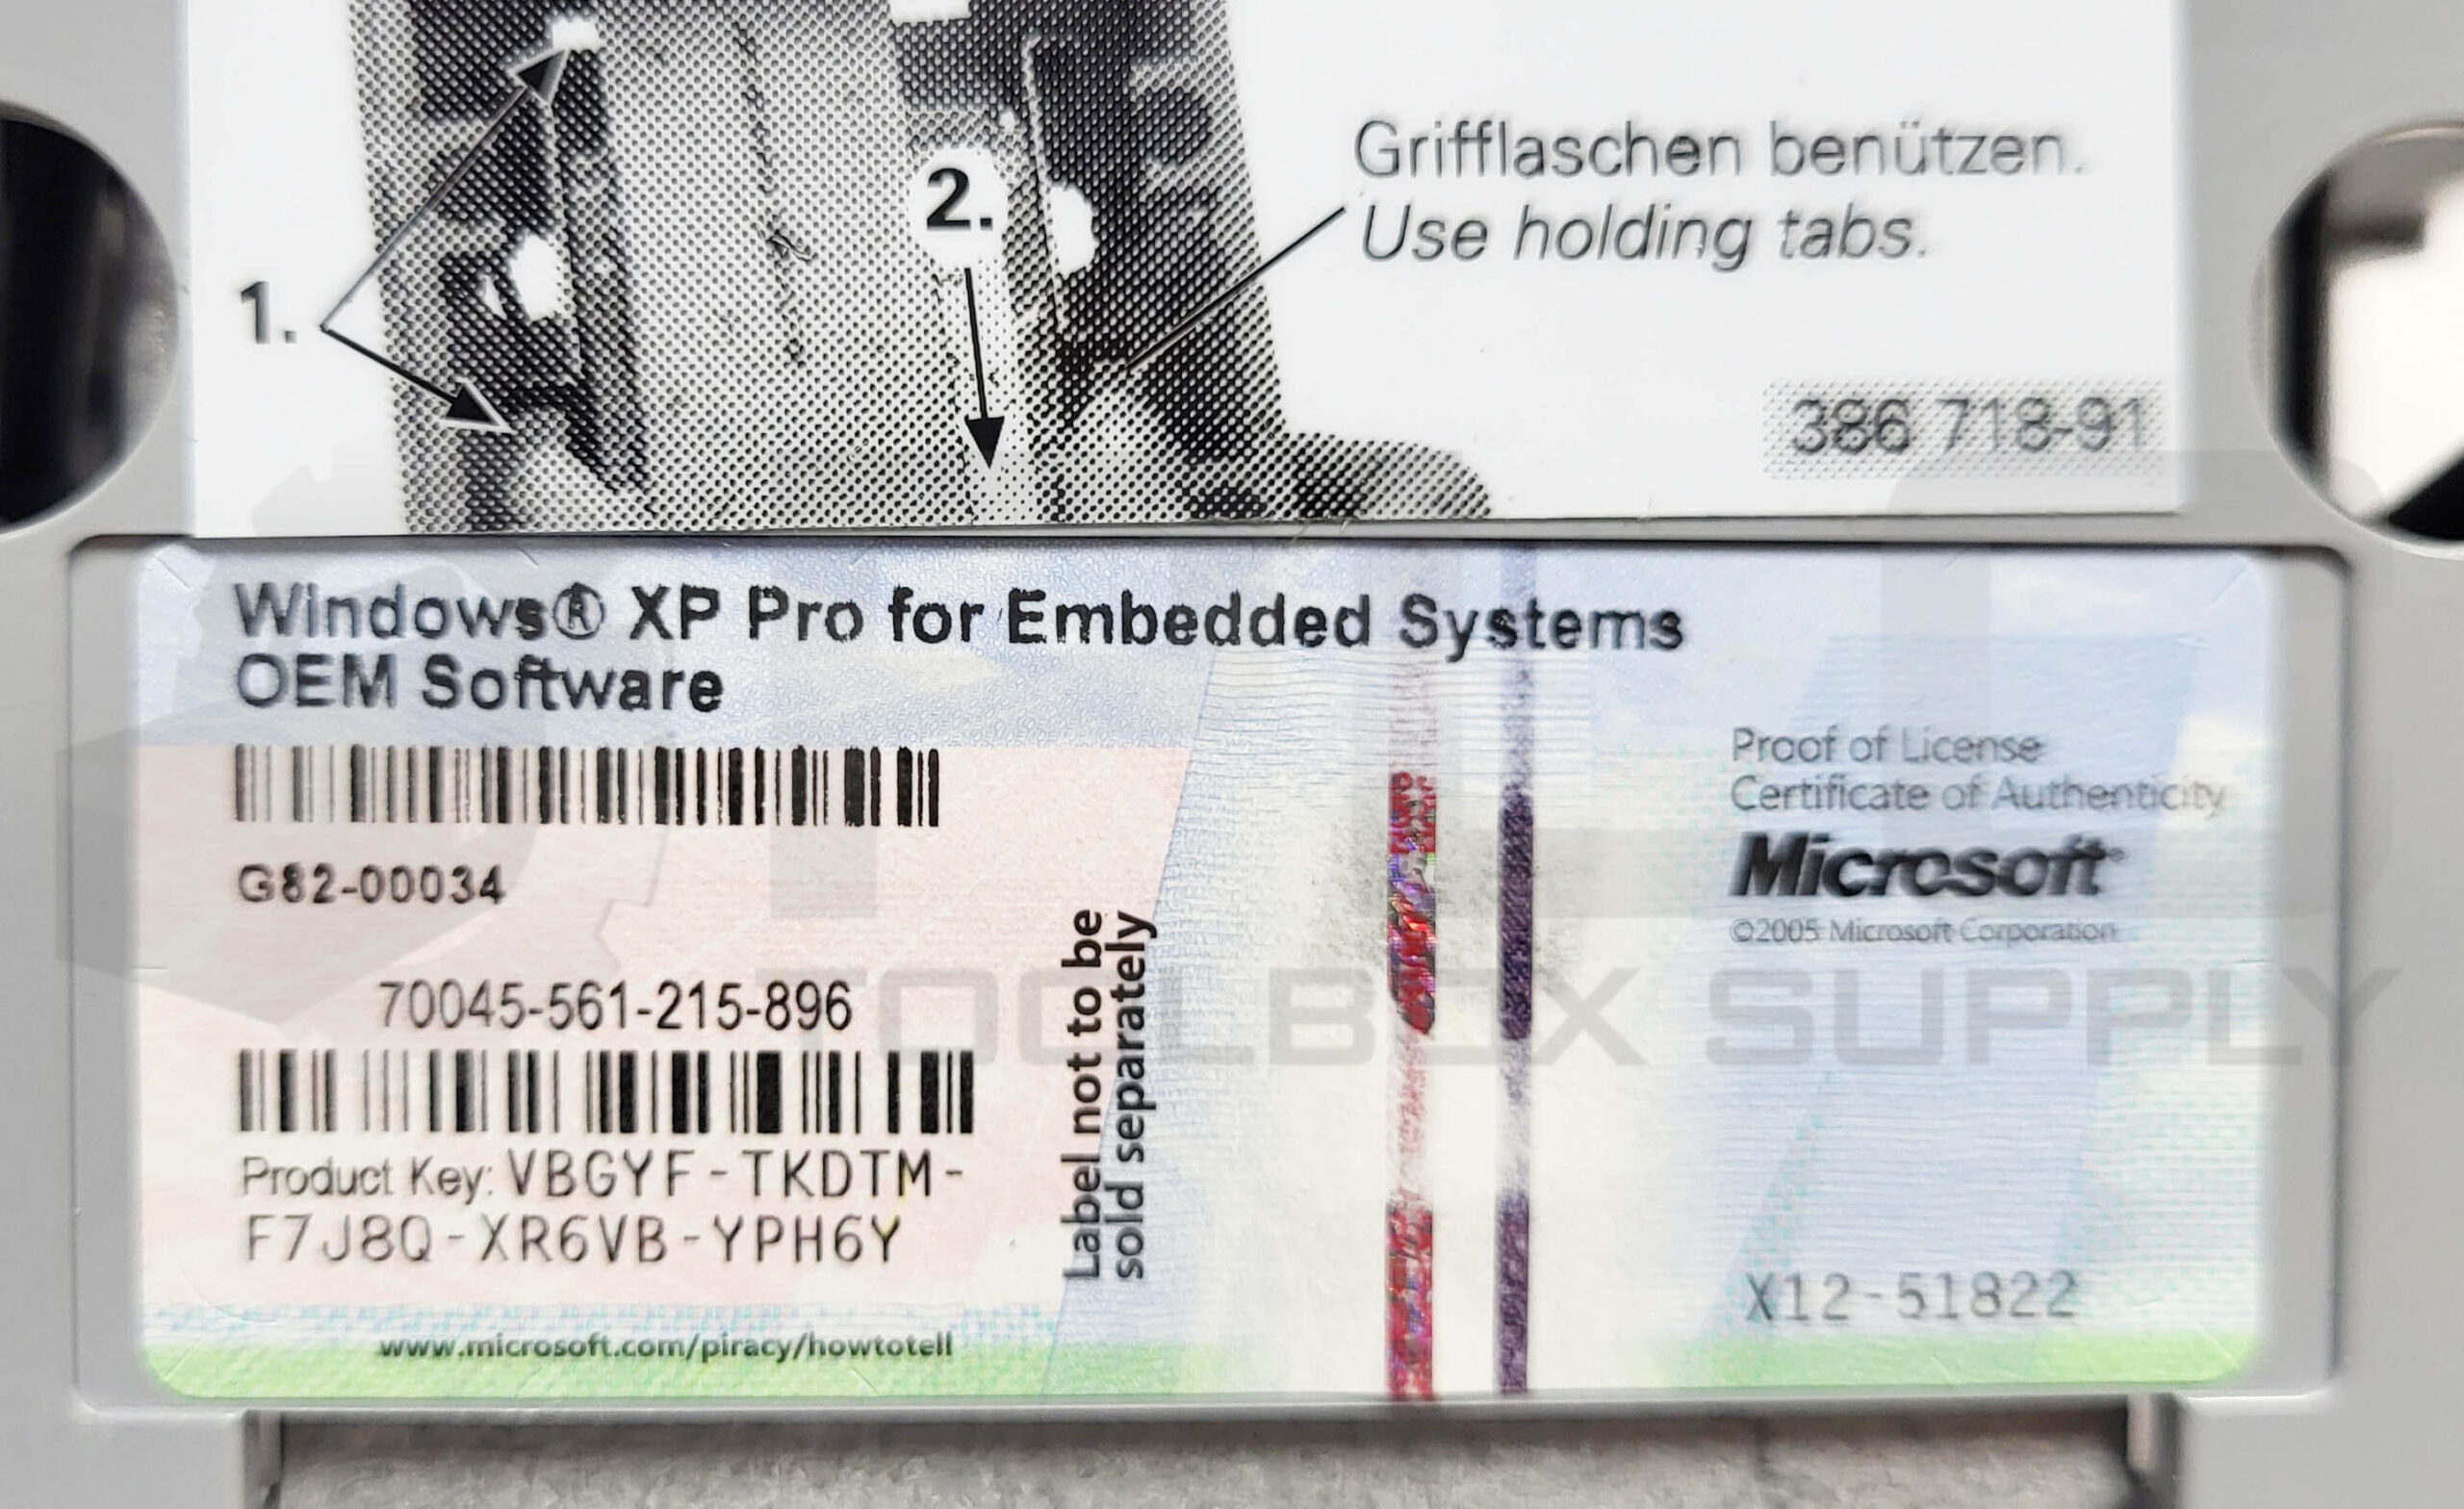 2.
Grifflaschen benützen.
Use holding tabs.
1.
386 718-91
Windows® XP Pro for Embedded Systems
OEM Software
G82-00034
70045-561-215-896
Product Key: VBGYF-TKDTM-
F7J8Q-XR6VB-YPH6Y
www.microsoft.com/piracy/howtotell
Label not to be
sold separately
Proof of License
Certificate of Authenticity
Microsoft
©2005 Microsoft Corporation
X12-51822
TOOLBOX SUPPLY